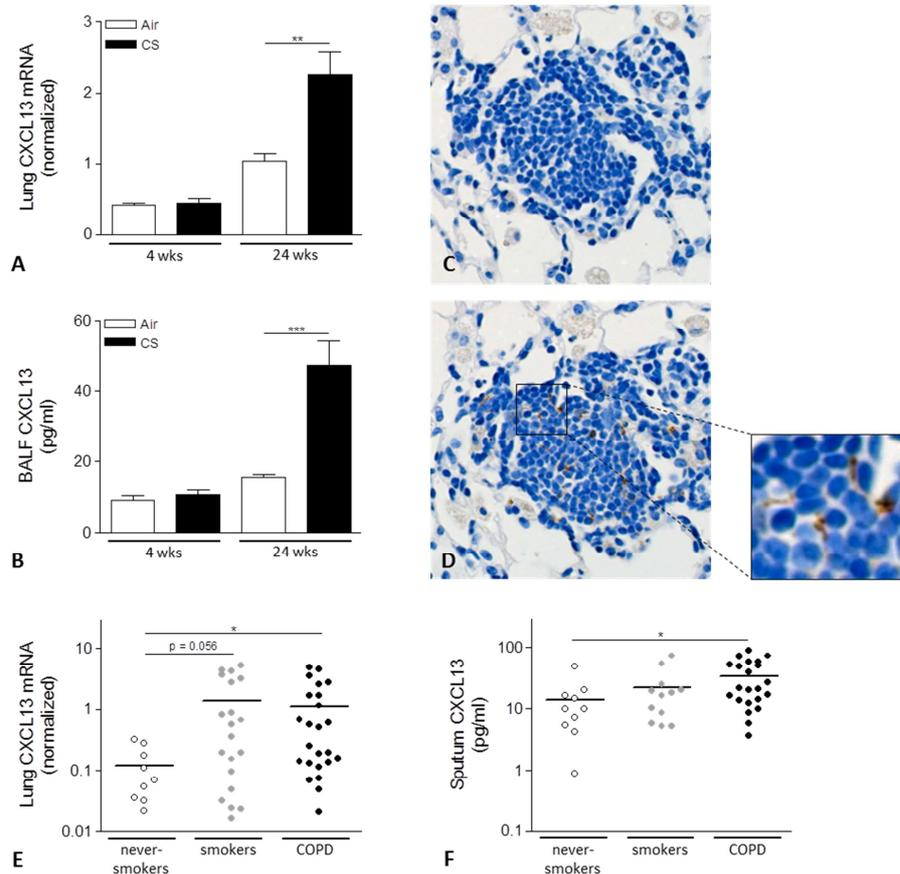 3
2
1
0
Lung CXCL13 mRNA
(normalized)
Air
CS
**
4 wks
24 wks
A
C
60
40
20
0
BALF CXCL13
(pg/ml)
Air
CS
***
4 wks
24 wks
B
D
10
1
0.1
0.01
Lung CXCL13 mRNA
(normalized)
*
p = 0.056
never-
smokers
smokers
COPD
E
100
10
1
0.1
Sputum CXCL13
(pg/ml)
*
never-
smokers
smokers
COPD
F